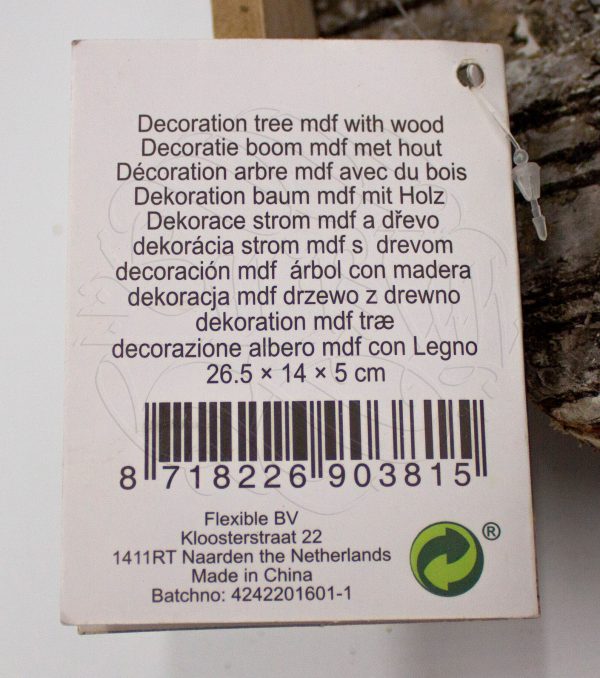 Decoration tree mdf with wood
Decoratie boom mdf met hout
Décoration arbre mdf avec du bois
Dekoration baum mdf mit Holz
Dekorace strom mdf a dřevo
dekorácia strom mdf s drevom
decoración mdf árbol con madera
dekoracja mdf drzewo z drewno
dekoration mdf træ
decorazione albero mdf con Legno
26.5 × 14 × 5 cm
8 718226 903815
Flexible BV
Kloosterstraat 22
1411RT Naarden the Netherlands
Made in China
Batchno: 4242201601-1
®